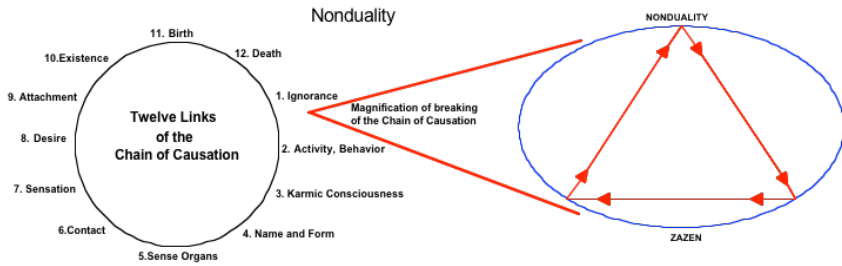 Nonduality
11. Birth
12. Death
1. Ignorance
2. Activity, Behavior
3. Karmic Consciousness
4. Name and Form
5.Sense Organs
6.Contact
7. Sensation
8. Desire
9. Attachment
10.Existence
Twelve Links
of the
Chain of Causation
Magnification of breaking
of the Chain of Causation
NONDUALITY
ZAZEN